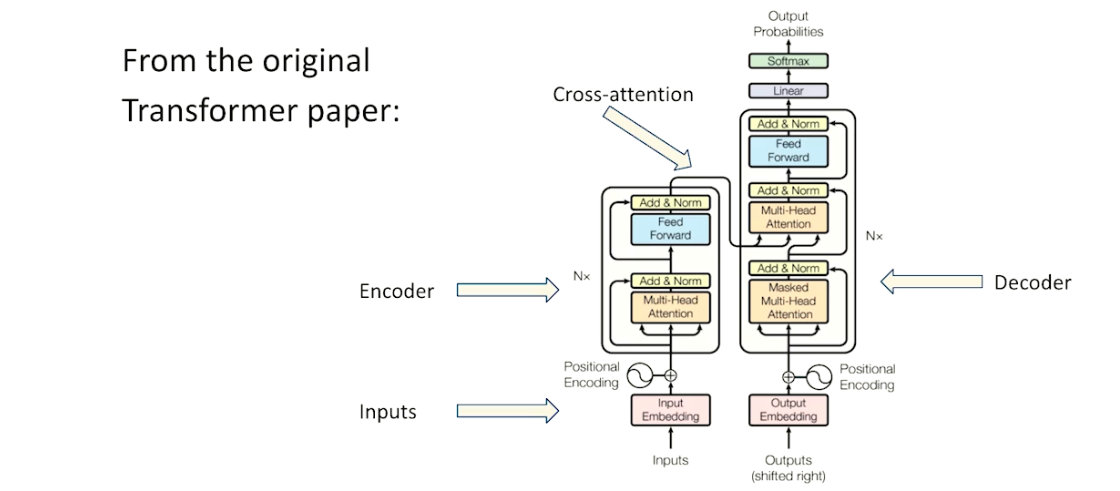 From the original
Transformer paper:
Cross-attention
Encoder
Inputs
Decoder
Output
Probabilities
Softmax
Linear
Add & Norm
Feed
Forward
Add & Norm
Multi-Head
Attention
Add & Norm
Masked
Multi-Head
Attention
Nx
Positional
Encoding
Output
Embedding
Outputs
(shifted right)
Add & Norm
Feed
Forward
Add & Norm
Multi-Head
Attention
Nx
Positional
Encoding
Input
Embedding
Inputs